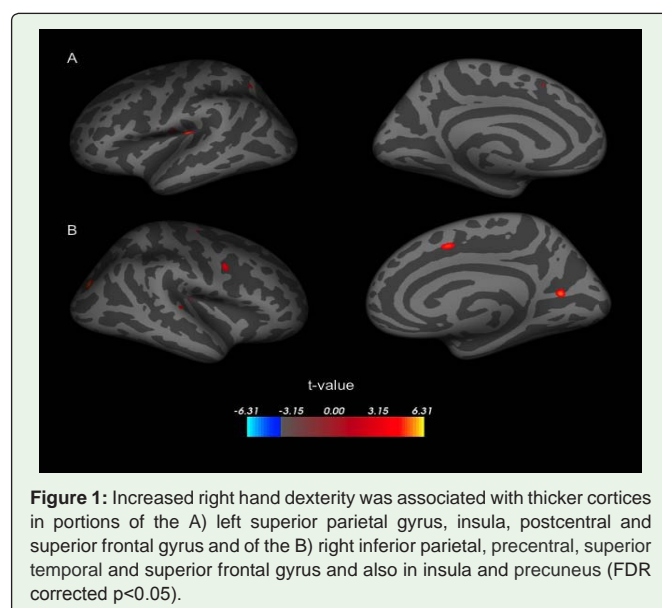 A
B
t-value
-6.31 -3.15 0.00 3.15 6.31
Figure 1: Increased right hand dexterity was associated with thicker cortices
in portions of the A) left superior parietal gyrus, insula, postcentral and
superior frontal gyrus and of the B) right inferior parietal, precentral, superior
temporal and superior frontal gyrus and also in insula and precuneus (FDR
corrected p<0.05).